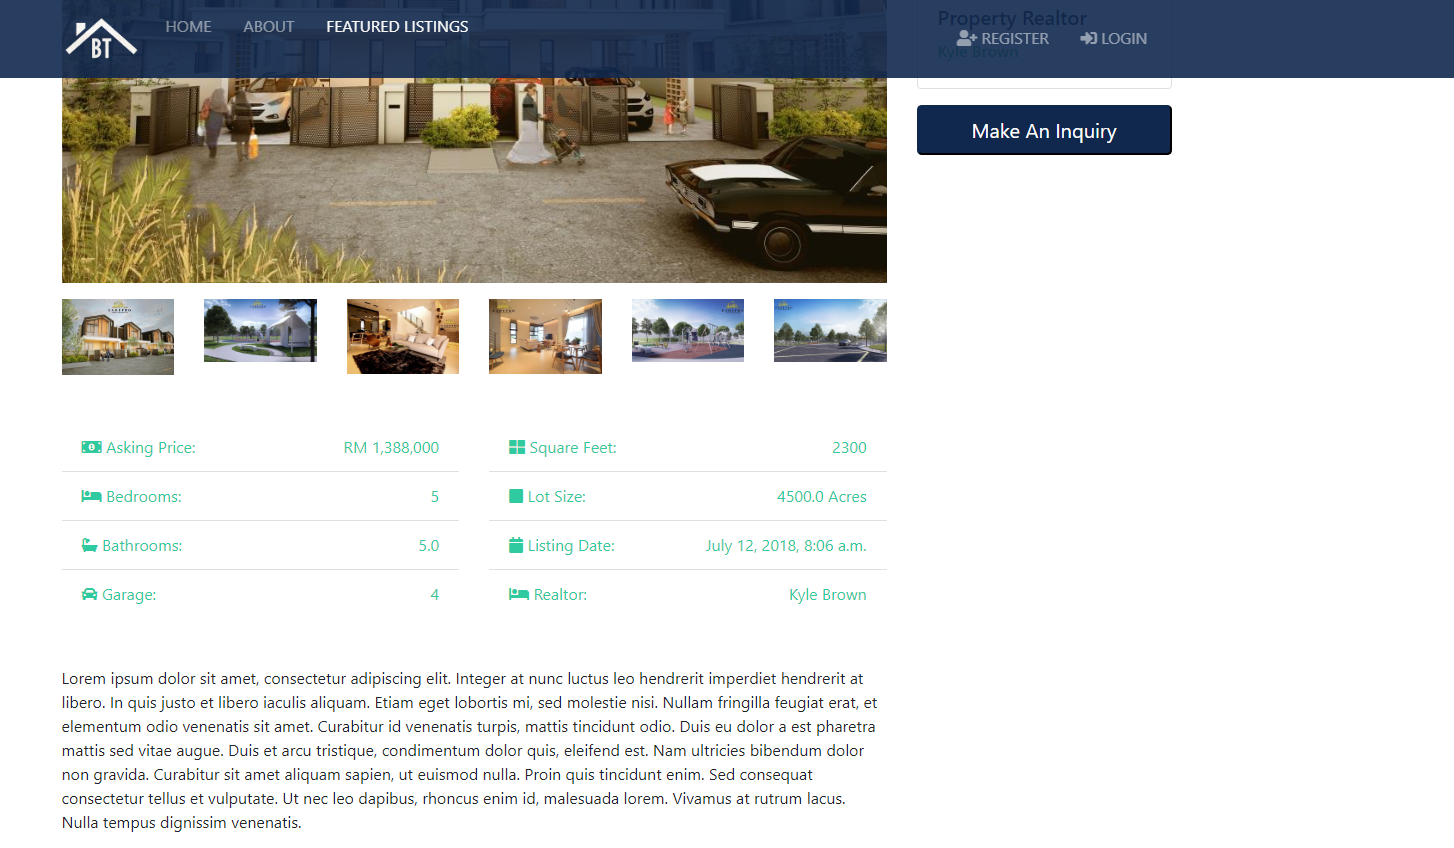 BT
HOME ABOUT FEATURED LISTINGS
Property Realtor
REGISTER LOGIN
Kyle Brown
Make An Inquiry
Asking Price: RM 1,388,000
Bedrooms: 5
Bathrooms: 5.0
Garage: 4
Square Feet: 2300
Lot Size: 4500.0 Acres
Listing Date: July 12, 2018, 8:06 a.m.
Realtor: Kyle Brown
Lorem ipsum dolor sit amet, consectetur adipiscing elit. Integer at nunc luctus leo hendrerit imperdiet hendrerit at
libero. In quis justo et libero iaculis aliquam. Etiam eget lobortis mi, sed molestie nisi. Nullam fringilla feugiat erat, et
elementum odio venenatis sit amet. Curabitur id venenatis turpis, mattis tincidunt odio. Duis eu dolor a est pharetra
mattis sed vitae augue. Duis et arcu tristique, condimentum dolor quis, eleifend est. Nam ultricies bibendum dolor
non gravida. Curabitur sit amet aliquam sapien, ut euismod nulla. Proin quis tincidunt enim. Sed consequat
consectetur tellus et vulputate. Ut nec leo dapibus, rhoncus enim id, malesuada lorem. Vivamus at rutrum lacus.
Nulla tempus dignissim venenatis.